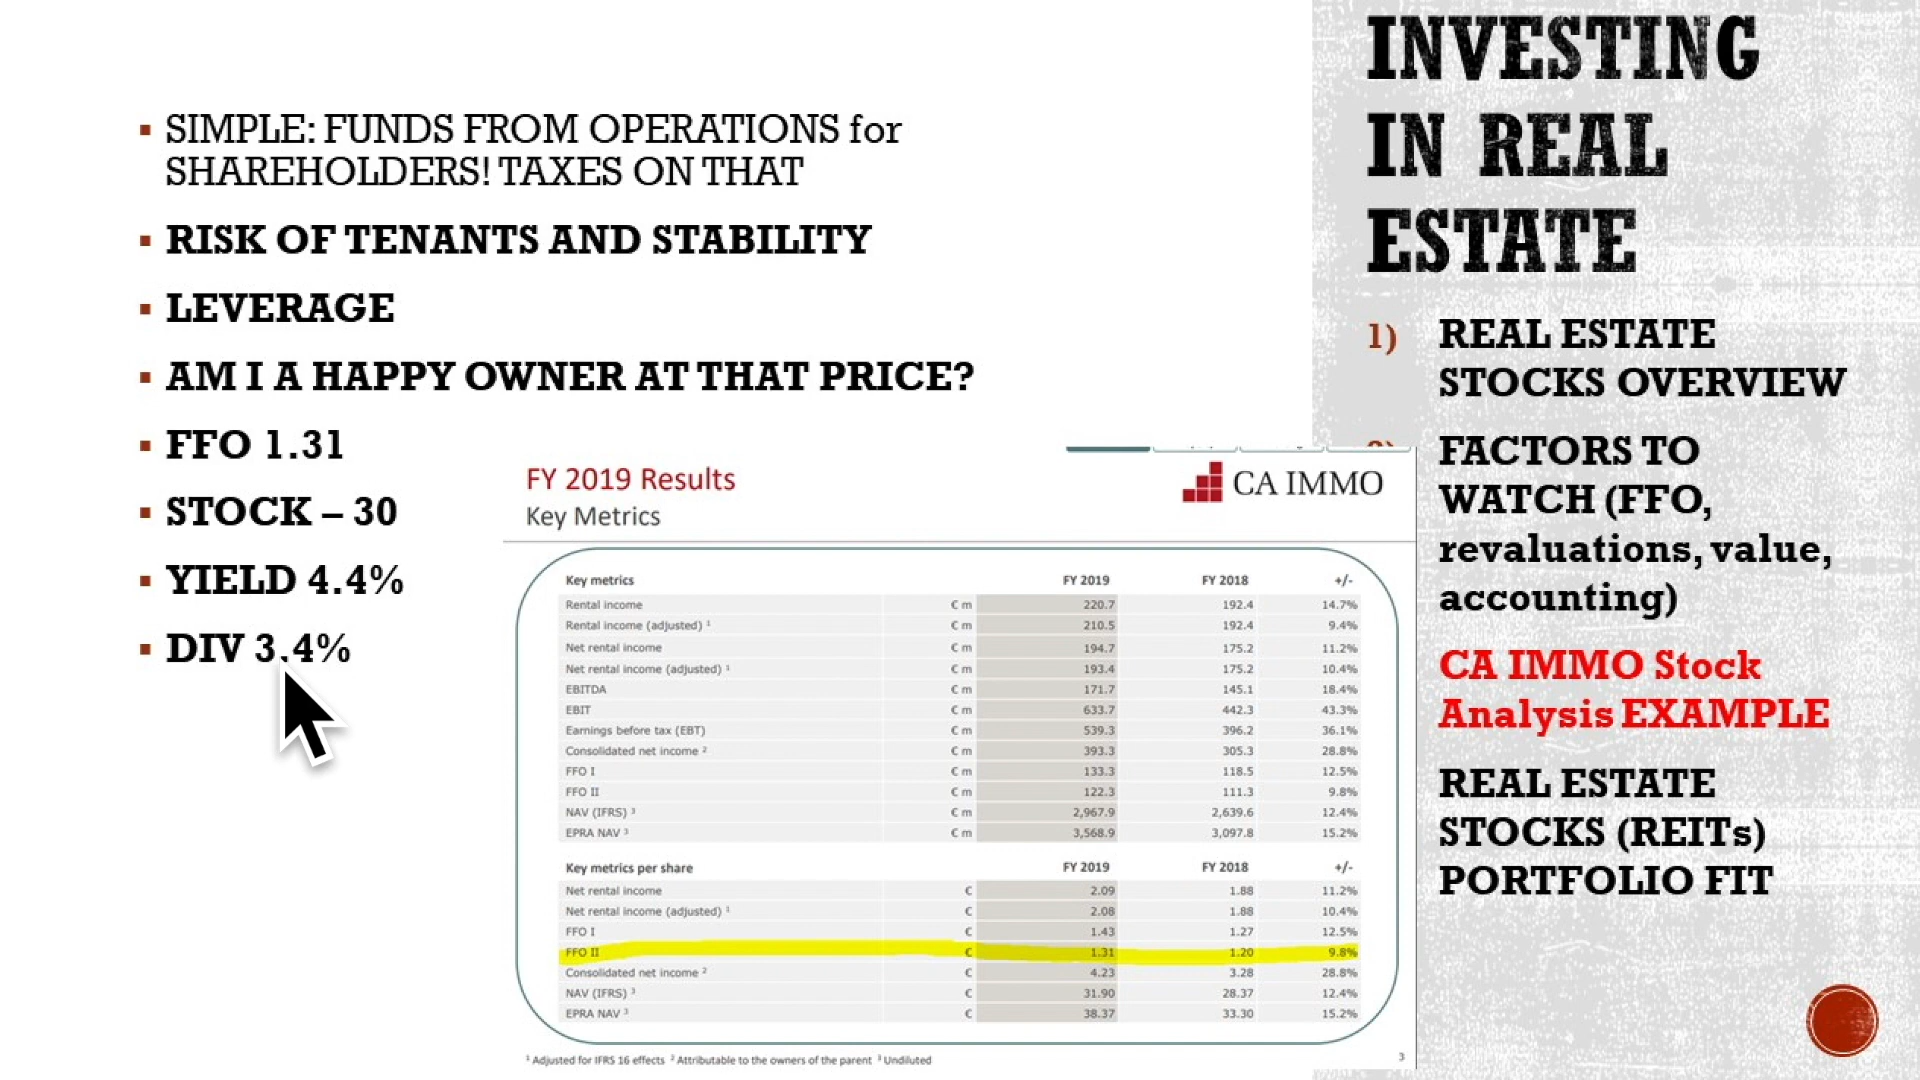 SIMPLE: FUNDS FROM OPERATIONS for
SHAREHOLDERS! TAXES ON THAT
RISK OF TENANTS AND STABILITY
LEVERAGE
AM I A HAPPY OWNER AT THAT PRICE?
FFO 1.31
STOCK – 30
YIELD 4.4%
DIV 3.4%
FY 2019 Results
Key Metrics
CA IMMO
Key metrics FY 2019 FY 2018 +/-
Rental income € m 220.7 192.4 14.7%
Rental income (adjusted) ¹ € m 210.5 192.4 9.4%
Net rental income € m 194.7 175.2 11.2%
Net rental income (adjusted) ¹ € m 193.4 175.2 10.4%
EBITDA € m 171.7 145.1 18.4%
EBIT € m 633.7 442.3 43.3%
Earnings before tax (EBT) € m 539.3 396.2 36.1%
Consolidated net income ² € m 393.3 305.3 28.8%
FFO I € m 133.3 118.5 12.5%
FFO II € m 122.3 111.3 9.8%
NAV (IFRS) ³ € m 2,967.9 2,639.6 12.4%
EPRA NAV ³ € m 3,568.9 3,097.8 15.2%
Key metrics per share FY 2019 FY 2018 +/-
Net rental income € 2.09 1.88 11.2%
Net rental income (adjusted) ¹ € 2.08 1.88 10.4%
FFO I € 1.43 1.27 12.5%
FFO II € 1.31 1.20 9.8%
Consolidated net income ² € 4.23 3.28 28.8%
NAV (IFRS) ³ € 31.90 28.37 12.4%
EPRA NAV ³ € 38.37 33.30 15.2%
¹ Adjusted for IFRS 16 effects ² Attributable to the owners of the parent ³ Undiluted
3
INVESTING
IN REAL
ESTATE
1) REAL ESTATE
STOCKS OVERVIEW
FACTORS TO
WATCH (FFO,
revaluations, value,
accounting)
CA IMMO Stock
Analysis EXAMPLE
REAL ESTATE
STOCKS (REITs)
PORTFOLIO FIT